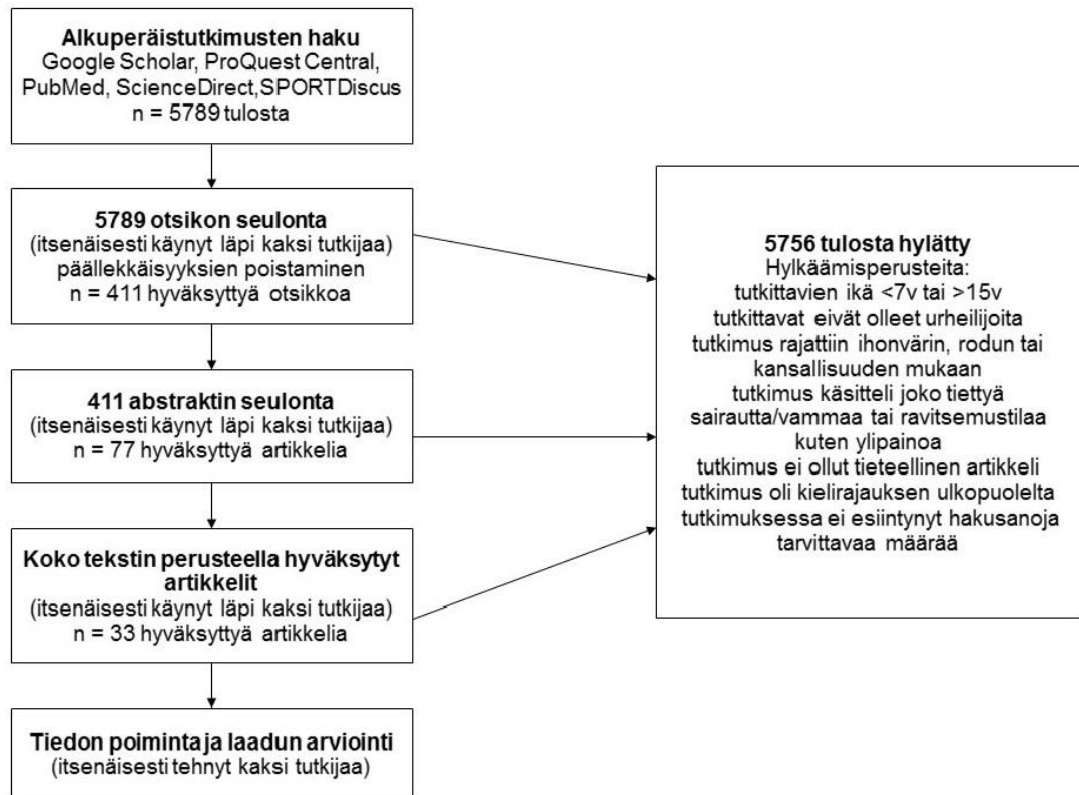 Alkuperäistutkimusten haku
Google Scholar, ProQuest Central,
PubMed, ScienceDirect,SPORTDiscus
n = 5789 tulosta
5789 otsikon seulonta
(itsenäisesti käynyt läpi kaksi tutkijaa)
päällekkäisyyksien poistaminen
n = 411 hyväksyttyä otsikkoa
411 abstraktin seulonta
(itsenäisesti käynyt läpi kaksi tutkijaa)
n = 77 hyväksyttyä artikkelia
Koko tekstin perusteella hyväksytyt
artikkelit
(itsenäisesti käynyt läpi kaksi tutkijaa)
n = 33 hyväksyttyä artikkelia
Tiedon poiminta ja laadun arviointi
(itsenäisesti tehnyt kaksi tutkijaa)
5756 tulosta hylätty
Hylkäämisperusteita:
tutkittavien ikä <7v tai >15v
tutkittavat eivät olleet urheilijoita
tutkimus rajattiin ihonvärin, rodun tai
kansallisuuden mukaan
tutkimus käsitteli joko tiettyä
sairautta/vammaa tai ravitsemustilaa
kuten ylipainoa
tutkimus ei ollut tieteellinen artikkeli
tutkimus oli kielirajauksen ulkopuolelta
tutkimuksessa ei esiintynyt hakusanoja
tarvittavaa määrää